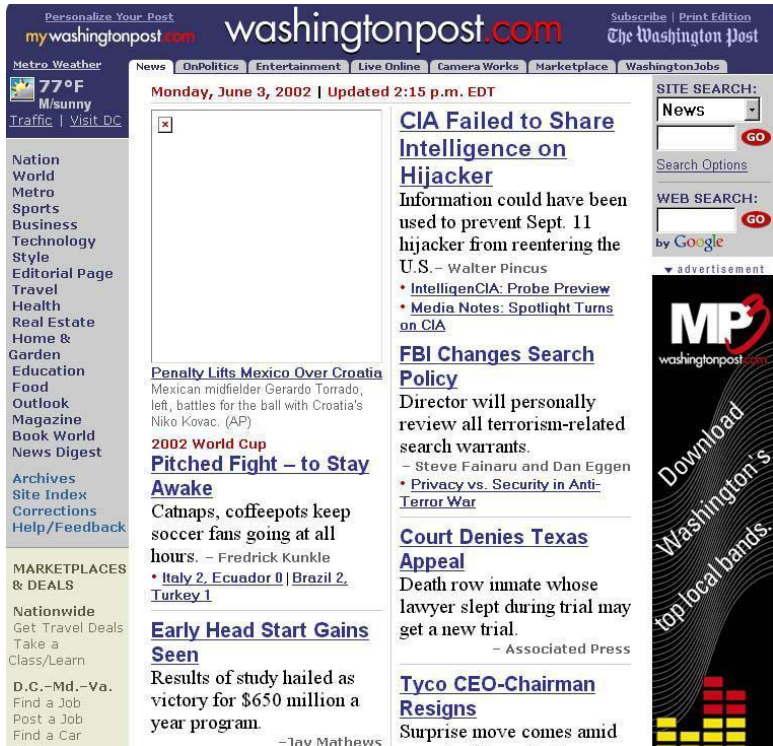 Personalize Your Post
mywashingtonpost.com
washingtonpost.com
Subscribe | Print Edition
The Washington Post
Metro Weather
77°F
M/sunny
Traffic | Visit DC
News
OnPolitics
Entertainment
Live Online
Camera Works
Marketplace
WashingtonJobs
Nation
World
Metro
Sports
Business
Technology
Style
Editorial Page
Travel
Health
Real Estate
Home &
Garden
Education
Food
Outlook
Magazine
Book World
News Digest
Archives
Site Index
Corrections
Help/Feedback
MARKETPLACES
& DEALS
Nationwide
Get Travel Deals
Take a
Class/Learn
D.C.-Md.-Va.
Find a Job
Post a Job
Find a Car
Monday, June 3, 2002 | Updated 2:15 p.m. EDT
Penalty Lifts Mexico Over Croatia
Mexican midfielder Gerardo Torrado,
left, battles for the ball with Croatia's
Niko Kovac. (AP)
2002 World Cup
Pitched Fight – to Stay
Awake
Catnaps, coffeepots keep
soccer fans going at all
hours. – Fredrick Kunkle
• Italy 2, Ecuador 0 | Brazil 2,
Turkey 1
Early Head Start Gains
Seen
Results of study hailed as
victory for $650 million a
year program.
–Jay Mathews
CIA Failed to Share
Intelligence on
Hijacker
Information could have been
used to prevent Sept. 11
hijacker from reentering the
U.S.– Walter Pincus
• IntelligenCIA: Probe Preview
• Media Notes: Spotlight Turns
on CIA
FBI Changes Search
Policy
Director will personally
review all terrorism-related
search warrants.
– Steve Fainaru and Dan Eggen
• Privacy vs. Security in Anti-
Terror War
Court Denies Texas
Appeal
Death row inmate whose
lawyer slept during trial may
get a new trial.
– Associated Press
Tyco CEO-Chairman
Resigns
Surprise move comes amid
SITE SEARCH:
News
GO
Search Options
WEB SEARCH:
GO
by Google
advertisement
MP3
washingtonpost.com
Download
Washington's
top local bands.